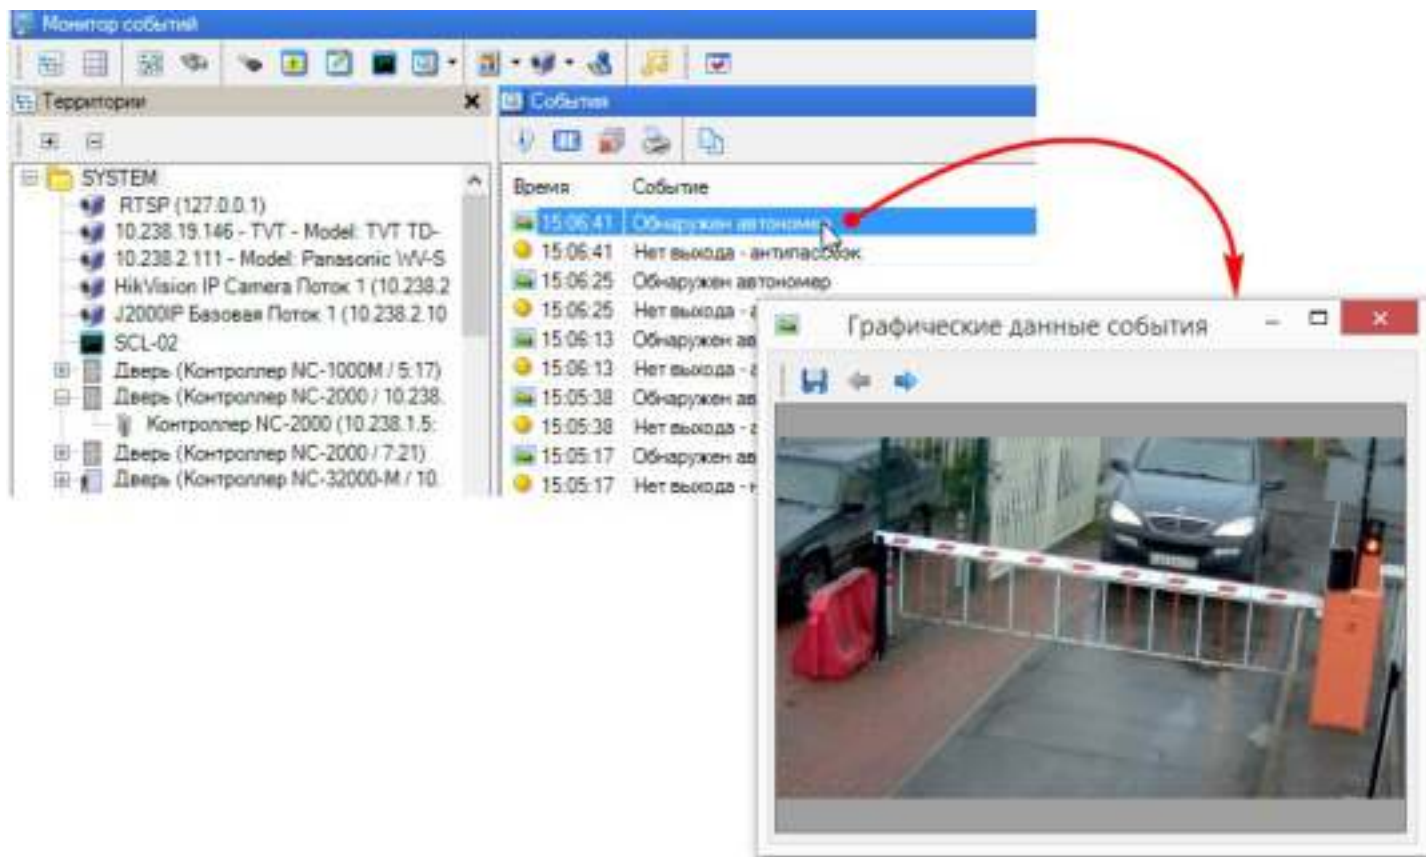 Монитор событий
Территории
SYSTEM
RTSP (127.0.0.1)
10.238.19.146 - TVT - Model: TVT TD-
10.238.2.111 - Model: Panasonic WV-S
HikVision IP Camera Поток 1 (10.238.2
J2000IP Базовая Поток 1 (10.238.2.10
SCL-02
Дверь (Контроллер NC-1000M / 5:17)
Дверь (Контроллер NC-2000 / 10.238.
Контроллер NC-2000 (10.238.1.5:
Дверь (Контроллер NC-2000 / 7:21)
Дверь (Контроллер NC-32000-M / 10.
События
Время Событие
15:06:41 Обнаружен автономер
15:06:41 Нет выхода - антипассбэк
15:06:25 Обнаружен автономер
15:06:25 Нет выхода - а
15:06:13 Обнаружен ав
15:06:13 Нет выхода - а
15:05:38 Обнаружен ав
15:05:38 Нет выхода - а
15:05:17 Обнаружен ав
15:05:17 Нет выхода - н
Графические данные события